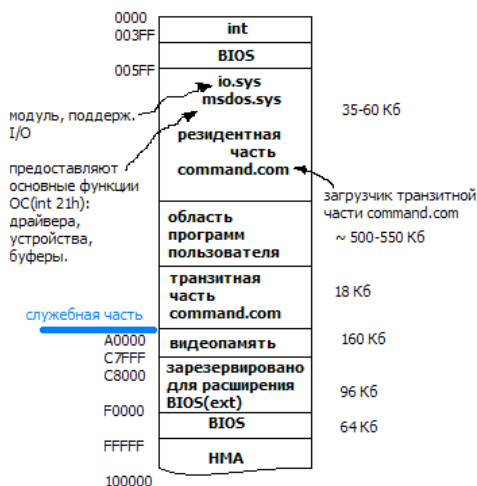 0000
int
003FF
BIOS
005FF
io.sys
msdos.sys
модуль, поддерж.
I/O
35-60 Кб
резидентная
часть
command.com
предоставляют
основные функции
ОС(int 21h):
драйвера,
устройства,
буферы.
загрузчик транзитной
части command.com
область
программ
пользователя
~ 500-550 Кб
транзитная
часть
command.com
18 Кб
служебная часть
A0000
видеопамять
160 Кб
C7FFF
C8000
зарезервировано
для расширения
BIOS(ext)
96 Кб
F0000
BIOS
64 Кб
FFFFF
HMA
100000